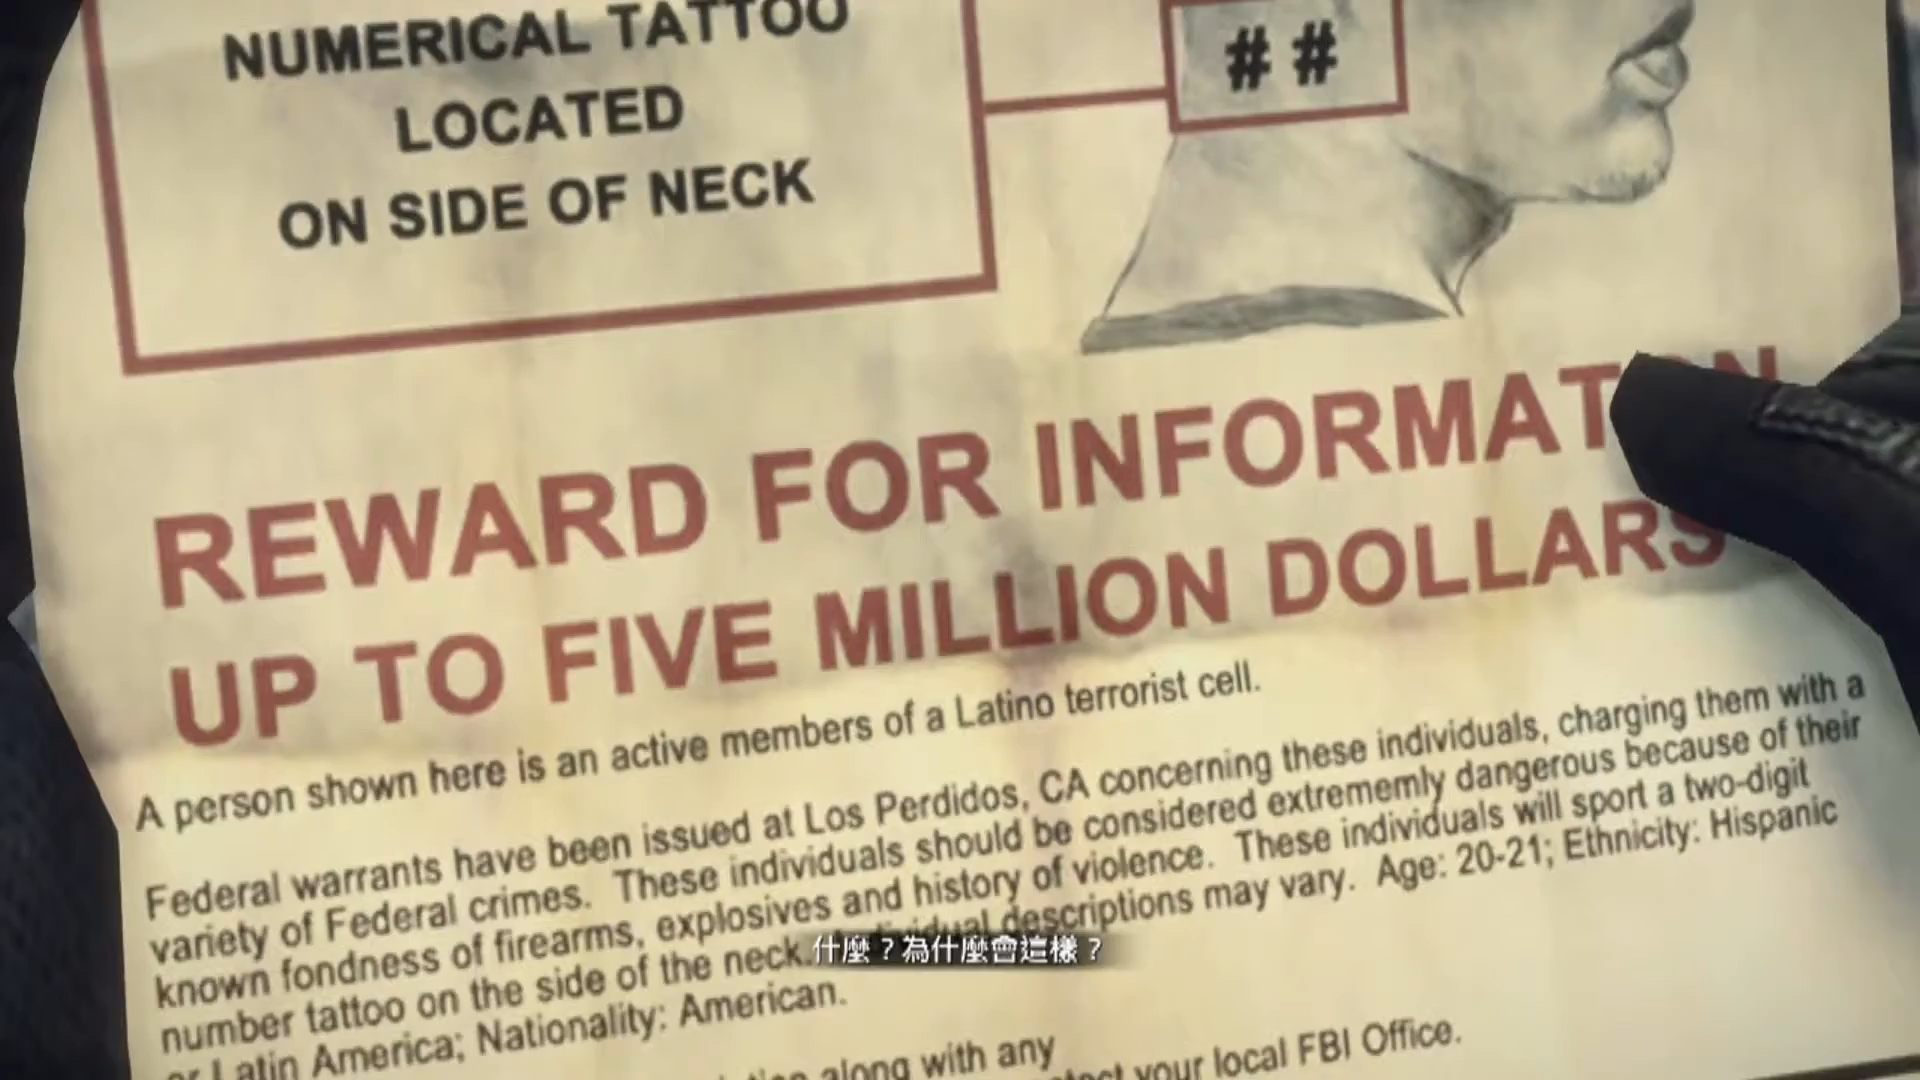 NUMERICAL TATTOO
LOCATED
ON SIDE OF NECK
##
REWARD FOR INFORMAT
UP TO FIVE MILLION DOLLARS
A person shown here is an active members of a Latino terrorist cell.
Federal warrants have been issued at Los Perdidos, CA concerning these individuals, charging them with a
variety of Federal crimes. These individuals should be considered extrememly dangerous because of their
known fondness of firearms, explosives and history of violence. These individuals will sport a two-digit
number tattoo on the side of the neck. Individual descriptions may vary. Age: 20-21; Ethnicity: Hispanic
or Latin America; Nationality: American.
along with any
your local FBI Office.
什麼？為什麼會這樣？